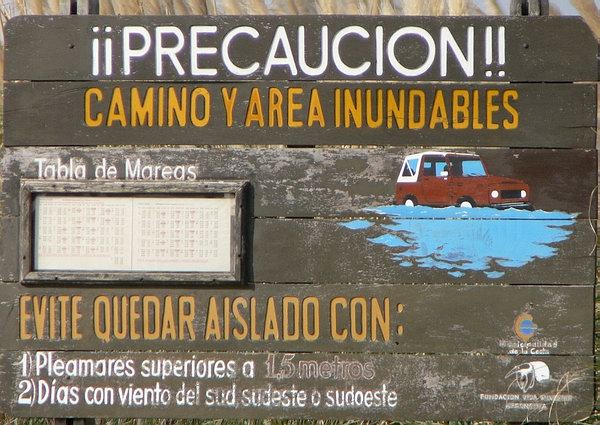 ¡¡PRECAUCION!!
CAMINO Y AREA INUNDABLES
Tabla de Mareas
EVITE QUEDAR AISLADO CON:
1) Pleamares superiores a 1,5 metros
2) Días con viento del sud, sudeste o sudoeste
Municipalidad
de la Costa
FUNDACION VIDA SILVESTRE
ARGENTINA